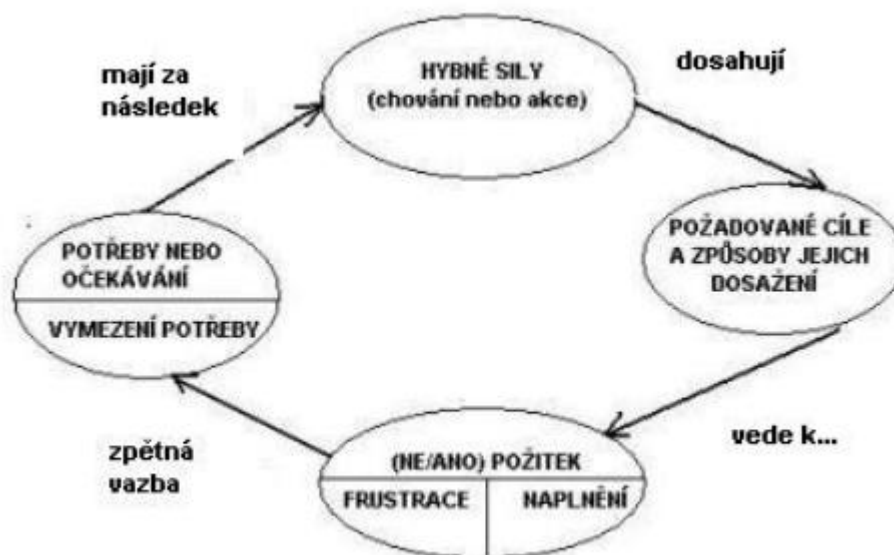 mají za
následek
HYBNÉ SILY
(chování nebo akce)
dosahují
POŽADOVANÉ CÍLE
A ZPŮSOBY JEJICH
DOSAŽENÍ
vede k...
(NE/ANO) POŽITEK
FRUSTRACE
NAPLNĚNÍ
zpětná
vazba
POTŘEBY NEBO
OČEKÁVÁNÍ
VYMEZENÍ POTŘEBY